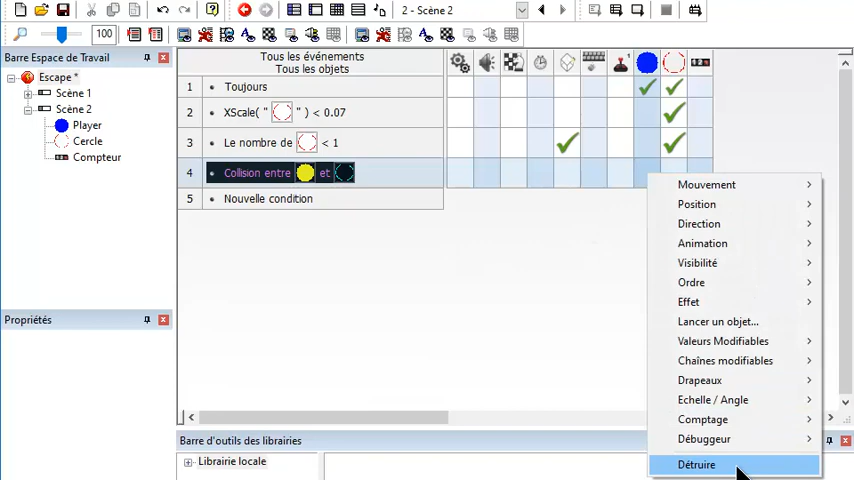 2 - Scène 2
100
Barre Espace de Travail
Escape *
Scène 1
Scène 2
Player
Cercle
Compteur
Propriétés
Tous les événements
Tous les objets
1 • Toujours
2 • XScale( " " ) < 0.07
3 • Le nombre de < 1
4 • Collision entre et
5 • Nouvelle condition
Mouvement
Position
Direction
Animation
Visibilité
Ordre
Effet
Lancer un objet...
Valeurs Modifiables
Chaînes modifiables
Drapeaux
Echelle / Angle
Comptage
Débuggeur
Détruire
Barre d'outils des librairies
Librairie locale